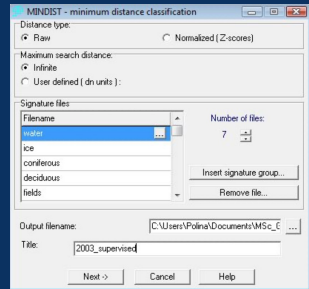 MINDIST - minimum distance classification
Distance type:
Raw
Normalized ( Z-scores)
Maximum search distance:
Infinite
User defined ( dn units ) :
Signature files
Filename
Number of files:
water
...
7
ice
coniferous
deciduous
Insert signature group...
fields
Remove file...
Output filename:
C:\Users\Polina\Documents\MSc_G
...
Title:
2003_supervised
Next ->
Cancel
Help